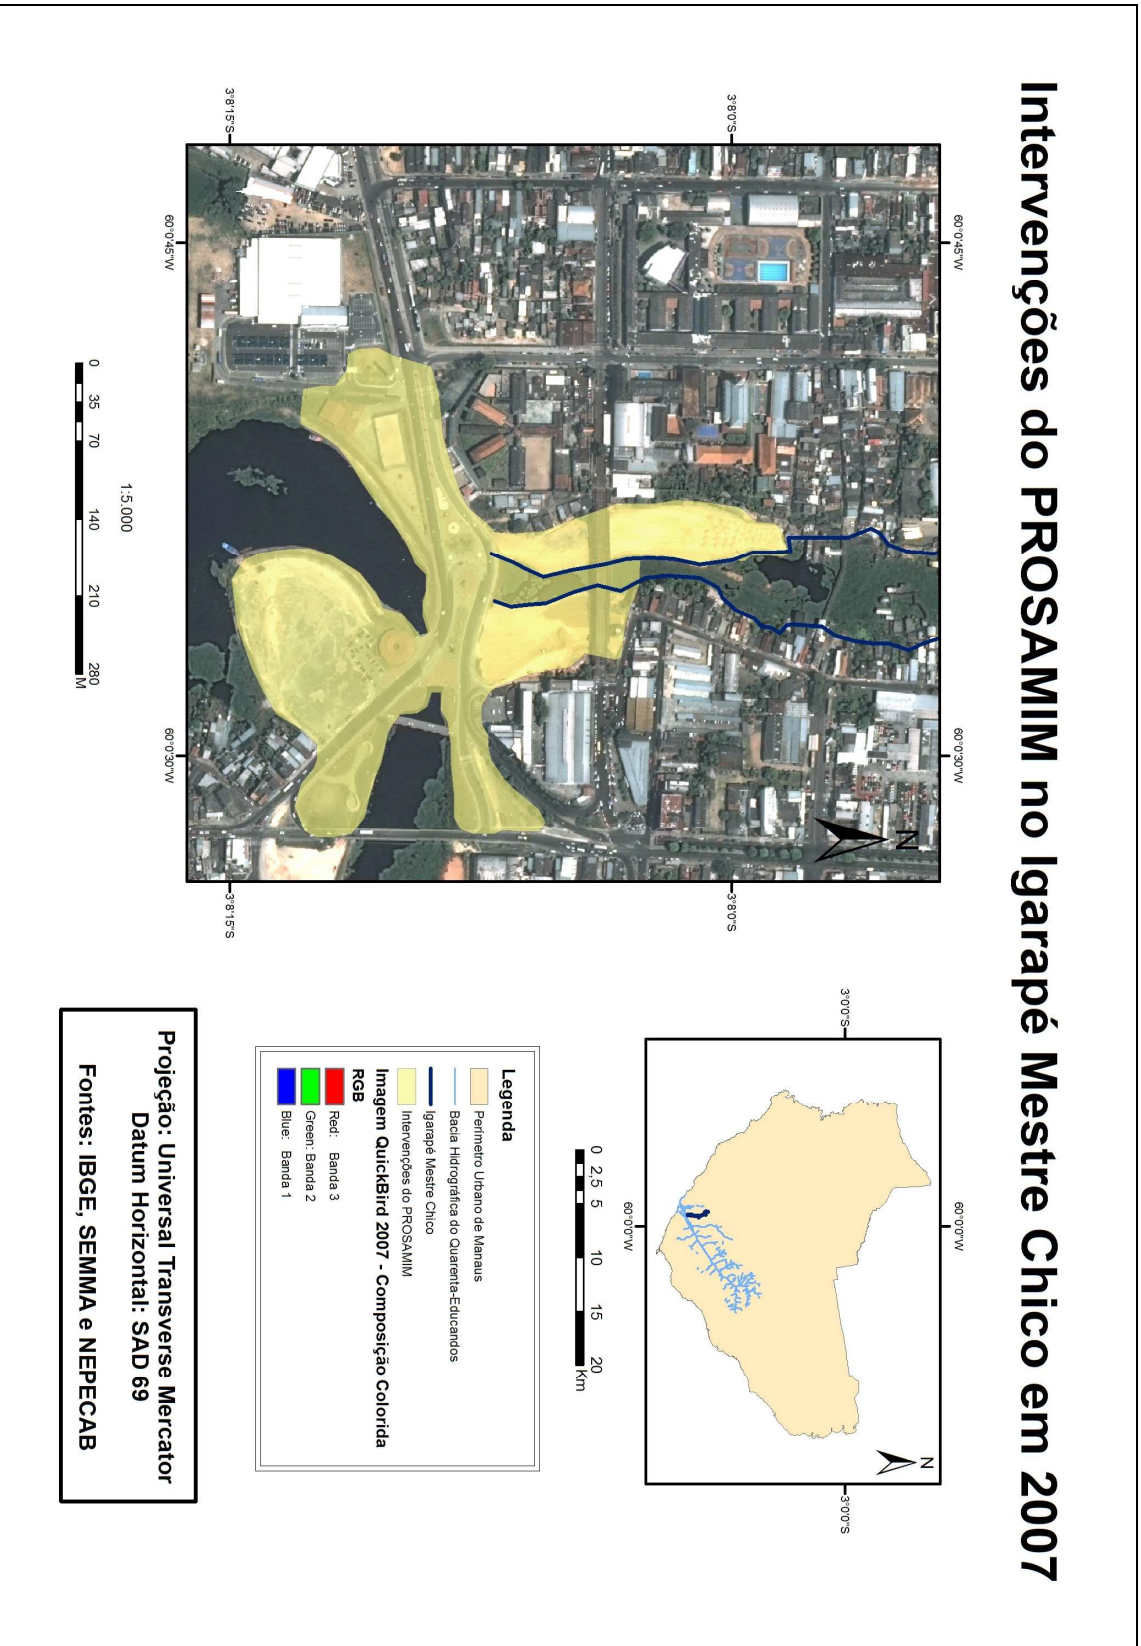 Intervenções do PROSAMIM no Igarapé Mestre Chico em 2007
60°0'45"W
60°0'30"W
3°8'0"S
3°8'0"S
N
3°8'15"S
3°8'15"S
60°0'45"W
60°0'30"W
1:5.000
0 35 70 140 210 280
M
60°0'0"W
3°0'0"S
3°0'0"S
N
60°0'0"W
0 2,5 5 10 15 20
Km
Legenda
Perímetro Urbano de Manaus
Bacia Hidrográfica do Quarenta-Educandos
Igarapé Mestre Chico
Intervenções do PROSAMIM
Imagem QuickBird 2007 - Composição Colorida
RGB
Red: Banda 3
Green: Banda 2
Blue: Banda 1
Projeção: Universal Transverse Mercator
Datum Horizontal: SAD 69
Fontes: IBGE, SEMMA e NEPECAB